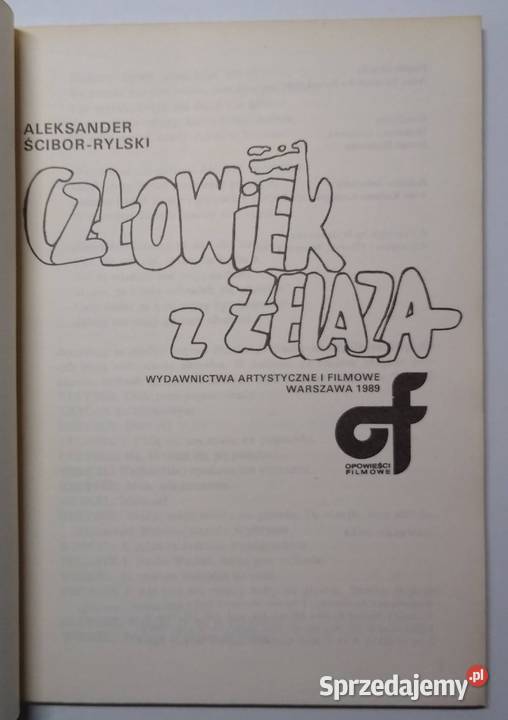 ALEKSANDER
ŚCIBOR-RYLSKI
CZŁOWIEK
Z ŻELAZA
WYDAWNICTWA ARTYSTYCZNE I FILMOWE
WARSZAWA 1989
of
OPOWIEŚCI
FILMOWE
Sprzedajemy.pl